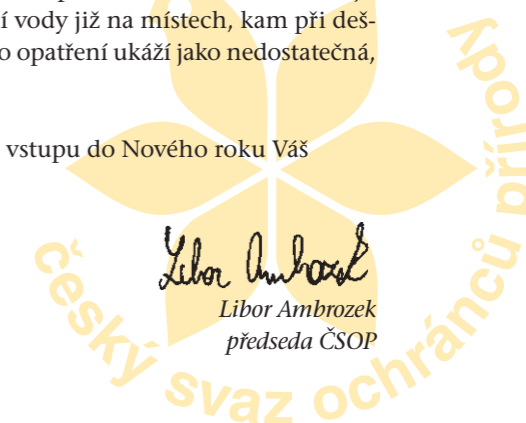 í vody již na místech, kam při deš-
o opatření ukáží jako nedostatečná,
vstupu do Nového roku Váš
Libor Ambrozek
Libor Ambrozek
předseda ČSOP
český svaz ochránců přírody